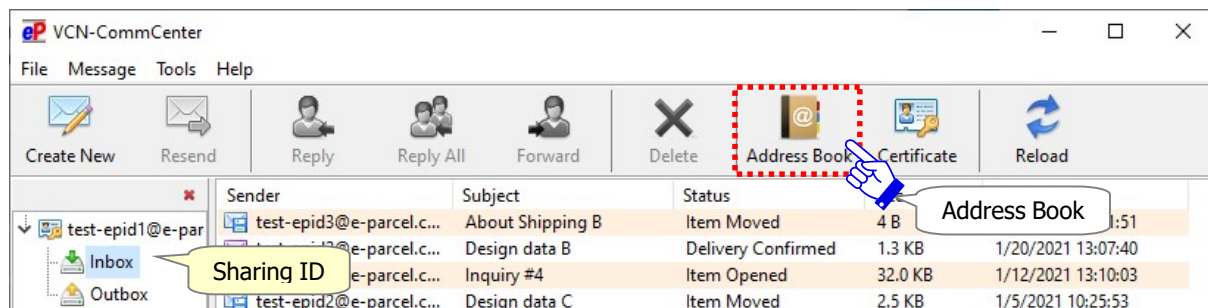 eP VCN-CommCenter
File Message Tools Help
Create New Resend Reply Reply All Forward Delete Address Book Certificate Reload
Sender Subject Status
test-epid1@e-par
Inbox
Outbox
Sharing ID
Address Book
test-epid3@e-parcel.c... About Shipping B Item Moved 4 B 1:51
Design data B Delivery Confirmed 1.3 KB 1/20/2021 13:07:40
Inquiry #4 Item Opened 32.0 KB 1/12/2021 13:10:03
test-epid2@e-parcel.c... Design data C Item Moved 2.5 KB 1/5/2021 10:25:53